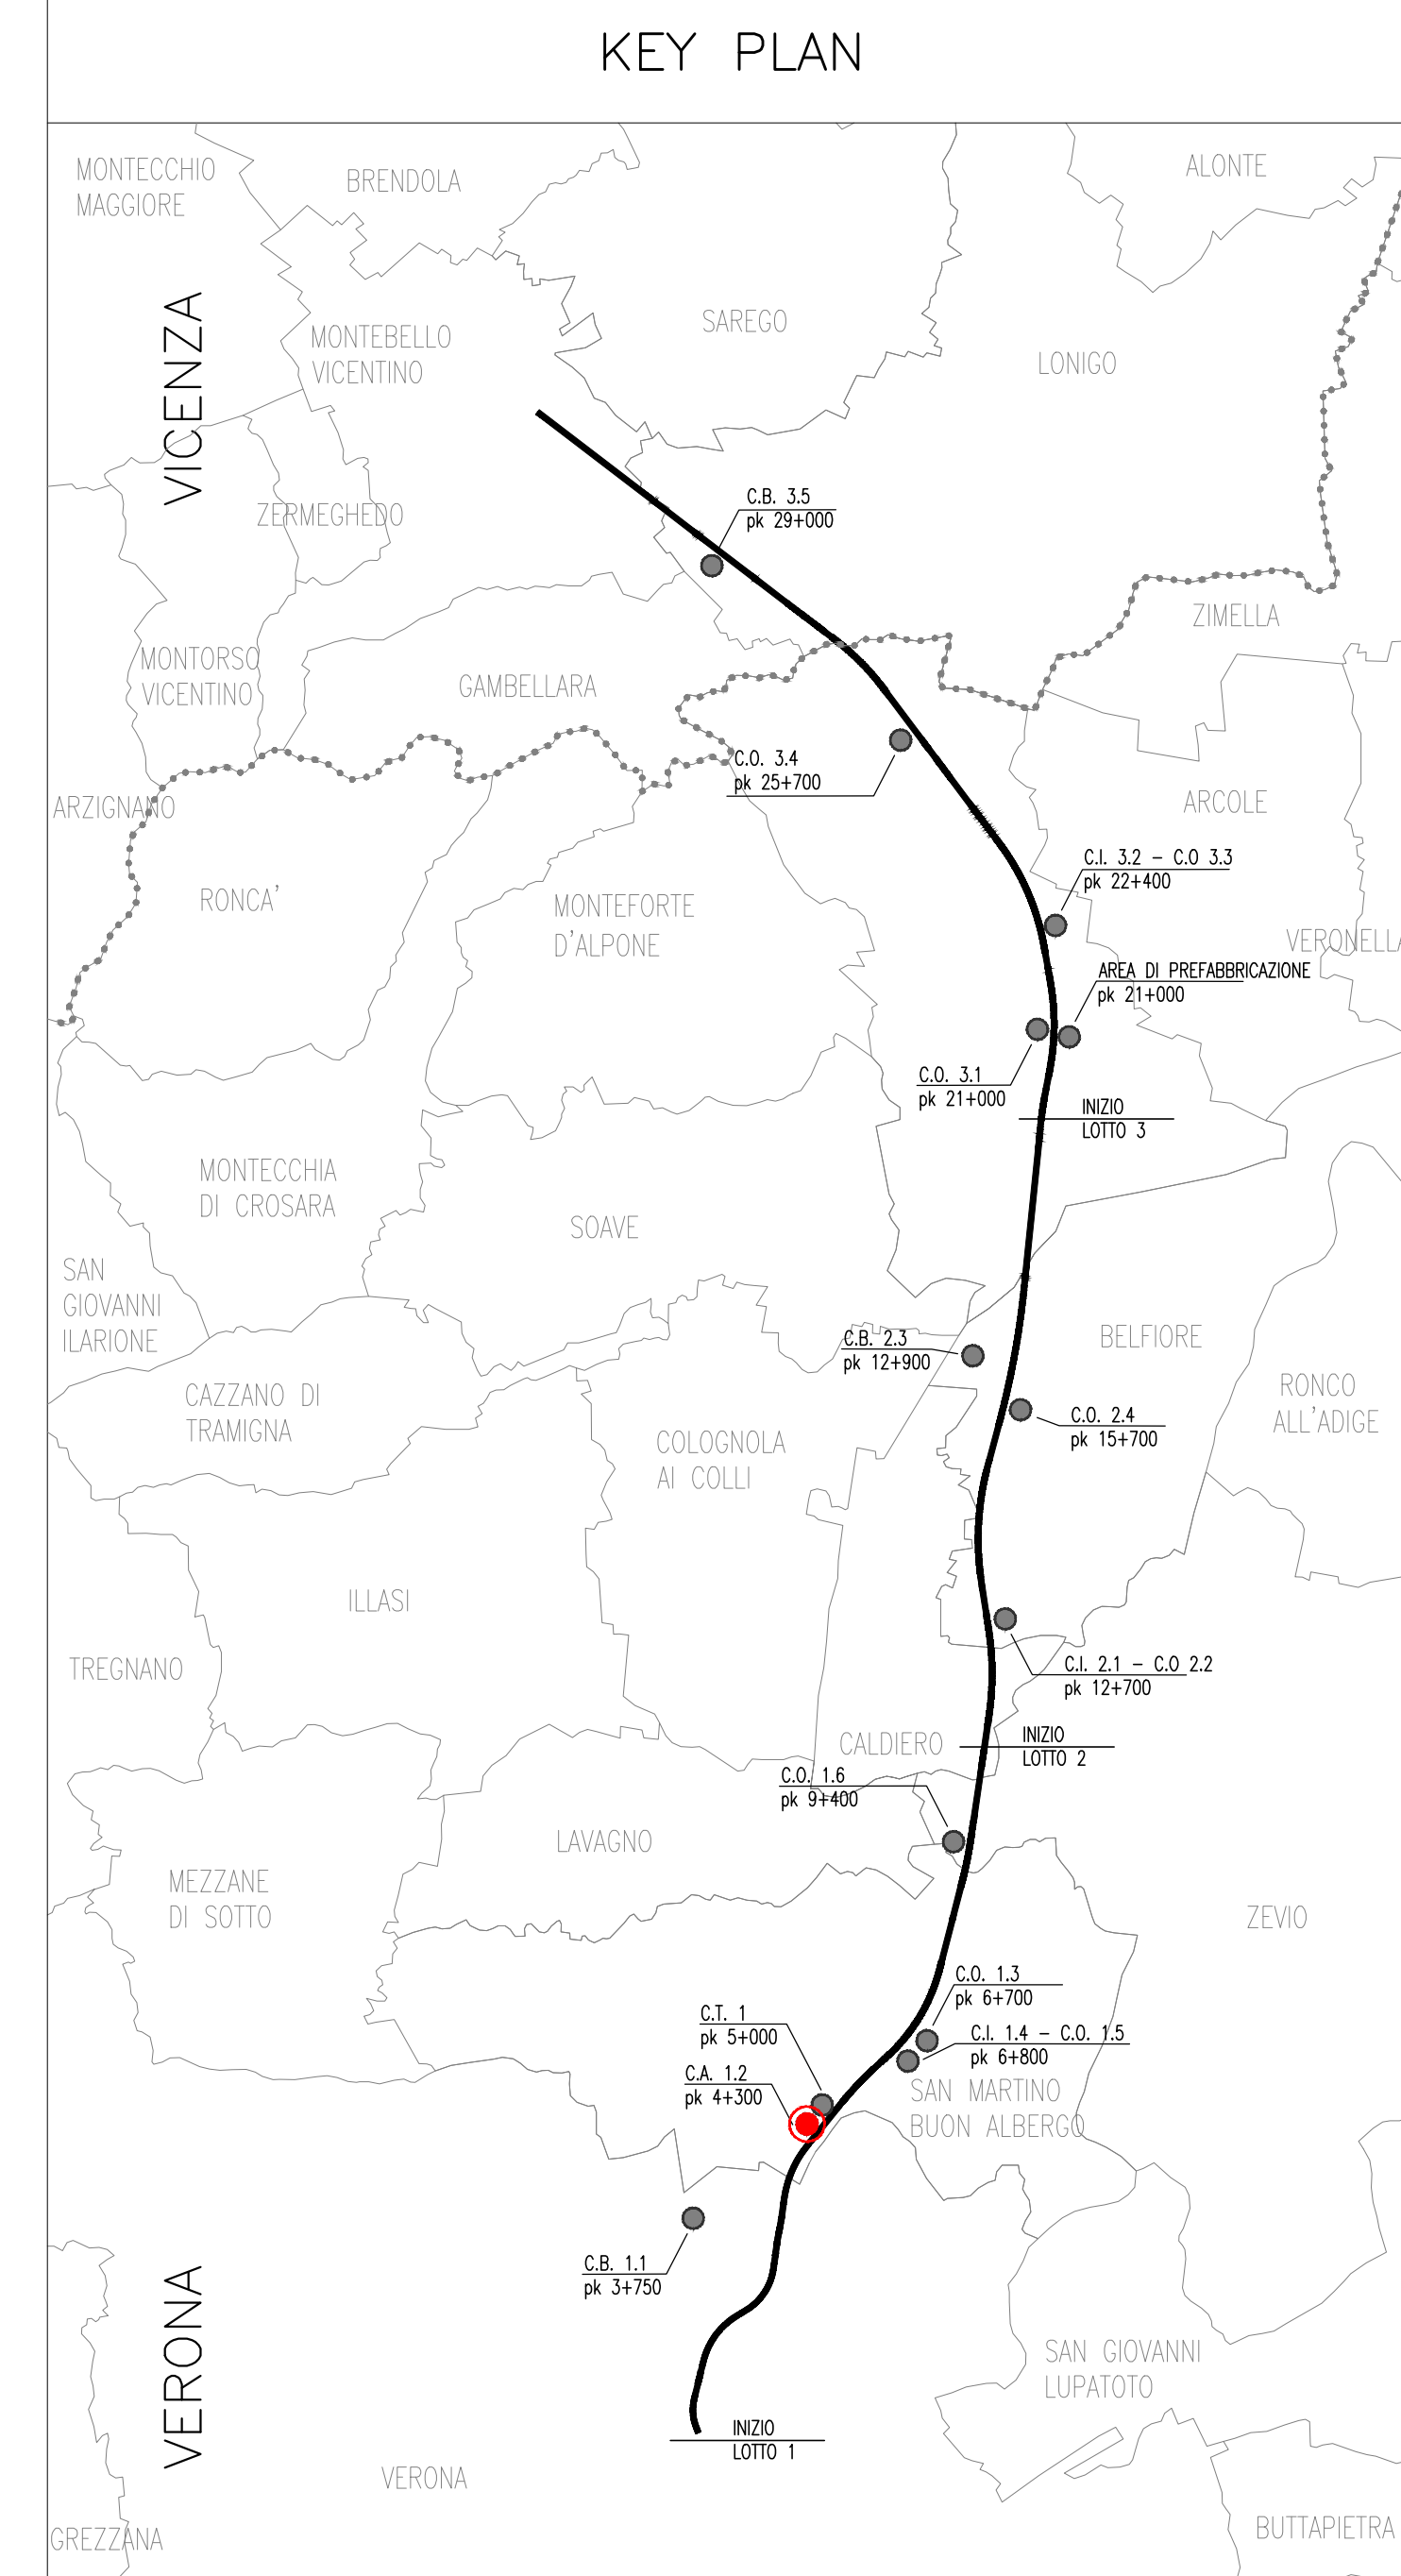 KEY PLAN
MONTECCHIO
MAGGIORE
BRENDOLA
ALONTE
VICENZA
MONTEBELLO
VICENTINO
SAREGO
LONIGO
ZERMEGHEDO
C.B. 3.5
pk 29+000
ZIMELLA
MONTORSO
VICENTINO
GAMBELLARA
C.O. 3.4
pk 25+700
ARZIGNANO
ARCOLE
C.I. 3.2 - C.O 3.3
pk 22+400
RONCA'
MONTEFORTE
D'ALPONE
VERONELLA
AREA DI PREFABBRICAZIONE
pk 21+000
C.O. 3.1
pk 21+000
INIZIO
LOTTO 3
MONTECCHIA
DI CROSARA
SOAVE
SAN
GIOVANNI
ILARIONE
C.B. 2.3
pk 12+900
BELFIORE
CAZZANO DI
TRAMIGNA
RONCO
ALL'ADIGE
C.O. 2.4
pk 15+700
COLOGNOLA
AI COLLI
ILLASI
TREGNANO
C.I. 2.1 - C.O 2.2
pk 12+700
CALDIERO
INIZIO
LOTTO 2
C.O. 1.6
pk 9+400
LAVAGNO
MEZZANE
DI SOTTO
ZEVIO
C.O. 1.3
pk 6+700
C.T. 1
pk 5+000
C.I. 1.4 - C.O. 1.5
pk 6+800
C.A. 1.2
pk 4+300
SAN MARTINO
BUON ALBERGO
C.B. 1.1
pk 3+750
VERONA
SAN GIOVANNI
LUPATOTO
INIZIO
LOTTO 1
VERONA
GREZZANA
BUTTAPIETRA